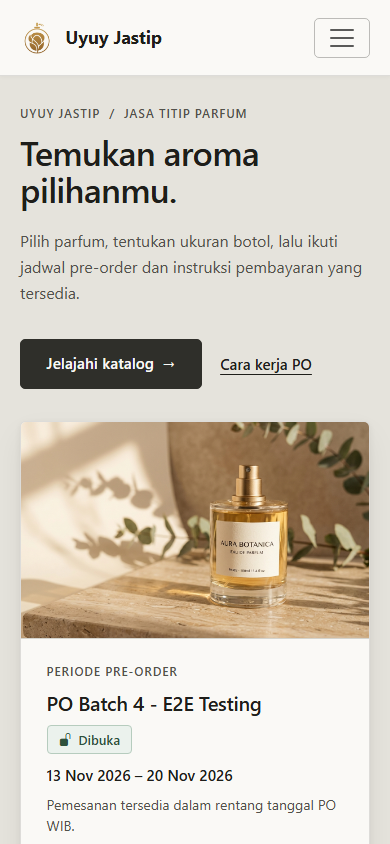 Uyuy Jastip
UYUY JASTIP / JASA TITIP PARFUM
Temukan aroma
pilihanmu.
Pilih parfum, tentukan ukuran botol, lalu ikuti
jadwal pre-order dan instruksi pembayaran yang
tersedia.
Jelajahi katalog →
Cara kerja PO
AURA BOTANICA
EAU DE PARFUM
PERIODE PRE-ORDER
PO Batch 4 - E2E Testing
Dibuka
13 Nov 2026 – 20 Nov 2026
Pemesanan tersedia dalam rentang tanggal PO
WIB.